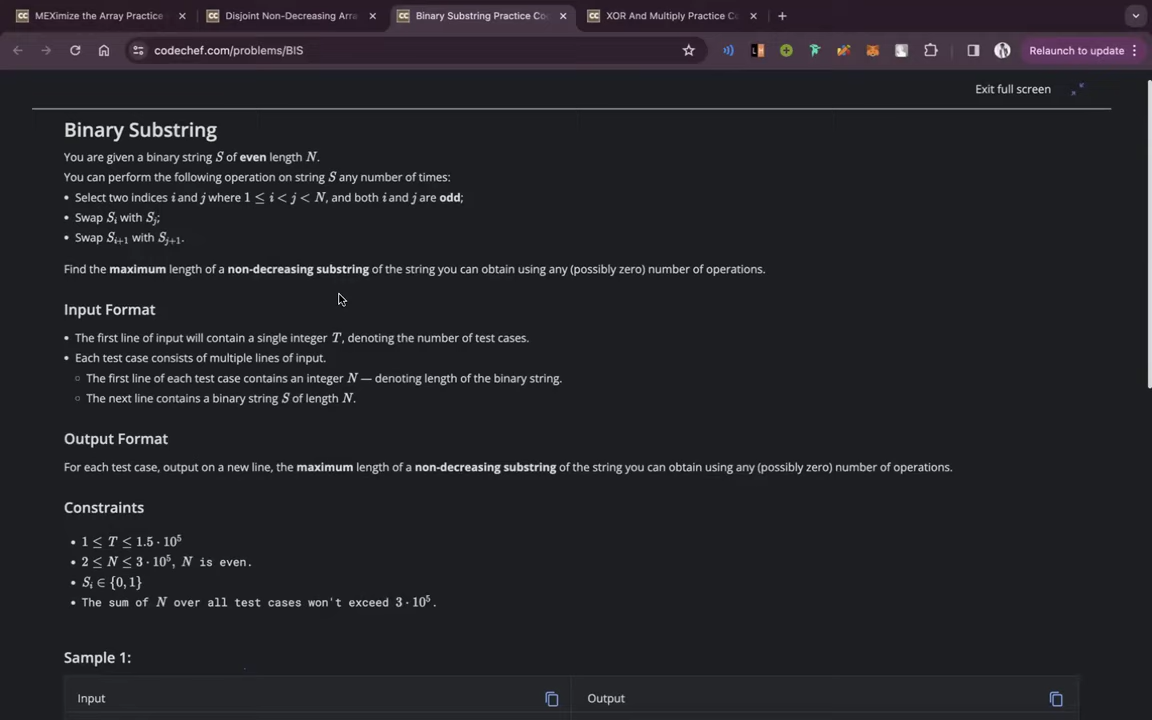 MEXimize the Array Practice
Disjoint Non-Decreasing Arra
Binary Substring Practice Co
XOR And Multiply Practice Co
codechef.com/problems/BIS
Relaunch to update
Exit full screen
Binary Substring
You are given a binary string S of even length N.
You can perform the following operation on string S any number of times:
• Select two indices i and j where 1 ≤ i < j < N, and both i and j are odd;
• Swap S_i with S_j;
• Swap S_{i+1} with S_{j+1}.
Find the maximum length of a non-decreasing substring of the string you can obtain using any (possibly zero) number of operations.
Input Format
• The first line of input will contain a single integer T, denoting the number of test cases.
• Each test case consists of multiple lines of input.
○ The first line of each test case contains an integer N — denoting length of the binary string.
○ The next line contains a binary string S of length N.
Output Format
For each test case, output on a new line, the maximum length of a non-decreasing substring of the string you can obtain using any (possibly zero) number of operations.
Constraints
• 1 ≤ T ≤ 1.5 · 10^5
• 2 ≤ N ≤ 3 · 10^5, N is even.
• S_i ∈ {0, 1}
• The sum of N over all test cases won't exceed 3 · 10^5.
Sample 1:
Input
Output